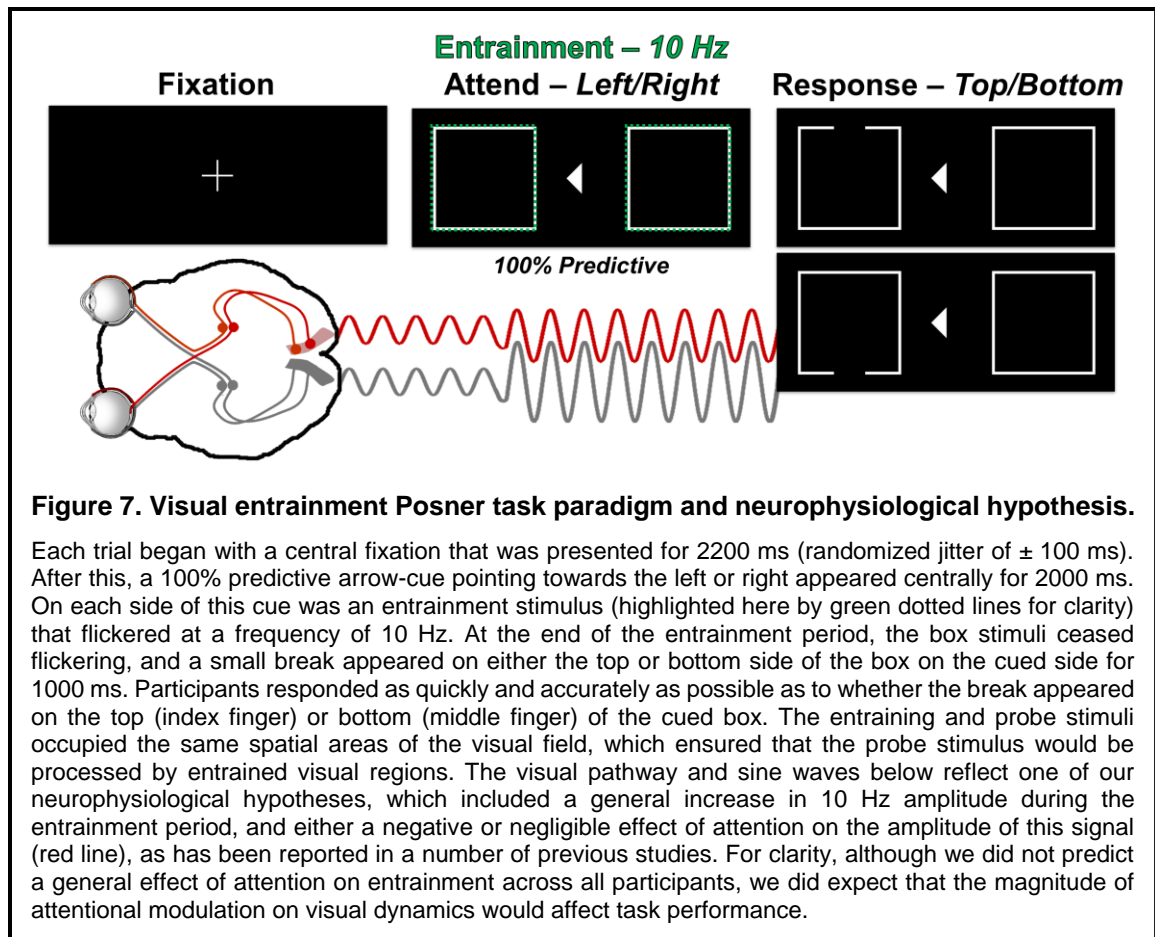 Entrainment – 10 Hz
Fixation
Attend – Left/Right
Response – Top/Bottom
100% Predictive
Figure 7. Visual entrainment Posner task paradigm and neurophysiological hypothesis.
Each trial began with a central fixation that was presented for 2200 ms (randomized jitter of ± 100 ms).
After this, a 100% predictive arrow-cue pointing towards the left or right appeared centrally for 2000 ms.
On each side of this cue was an entrainment stimulus (highlighted here by green dotted lines for clarity)
that flickered at a frequency of 10 Hz. At the end of the entrainment period, the box stimuli ceased
flickering, and a small break appeared on either the top or bottom side of the box on the cued side for
1000 ms. Participants responded as quickly and accurately as possible as to whether the break appeared
on the top (index finger) or bottom (middle finger) of the cued box. The entraining and probe stimuli
occupied the same spatial areas of the visual field, which ensured that the probe stimulus would be
processed by entrained visual regions. The visual pathway and sine waves below reflect one of our
neurophysiological hypotheses, which included a general increase in 10 Hz amplitude during the
entrainment period, and either a negative or negligible effect of attention on the amplitude of this signal
(red line), as has been reported in a number of previous studies. For clarity, although we did not predict
a general effect of attention on entrainment across all participants, we did expect that the magnitude of
attentional modulation on visual dynamics would affect task performance.